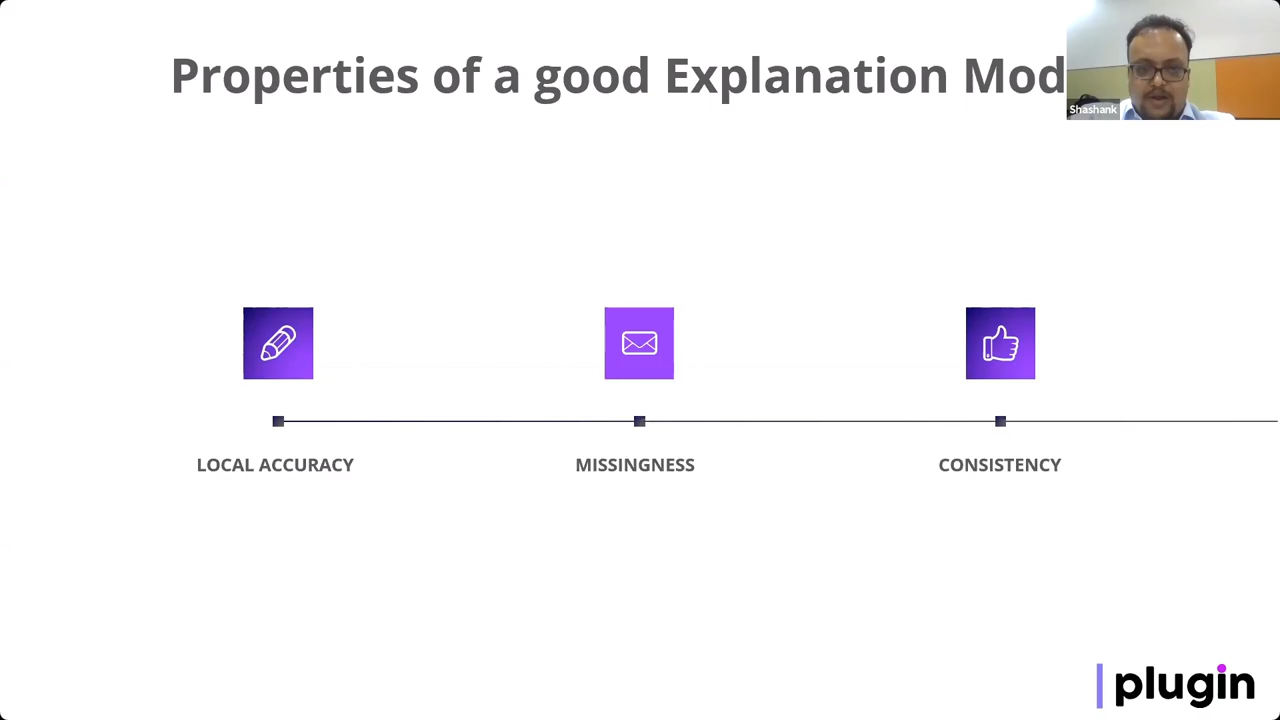 Properties of a good Explanation Mod
Shashank
LOCAL ACCURACY
MISSINGNESS
CONSISTENCY
plugin